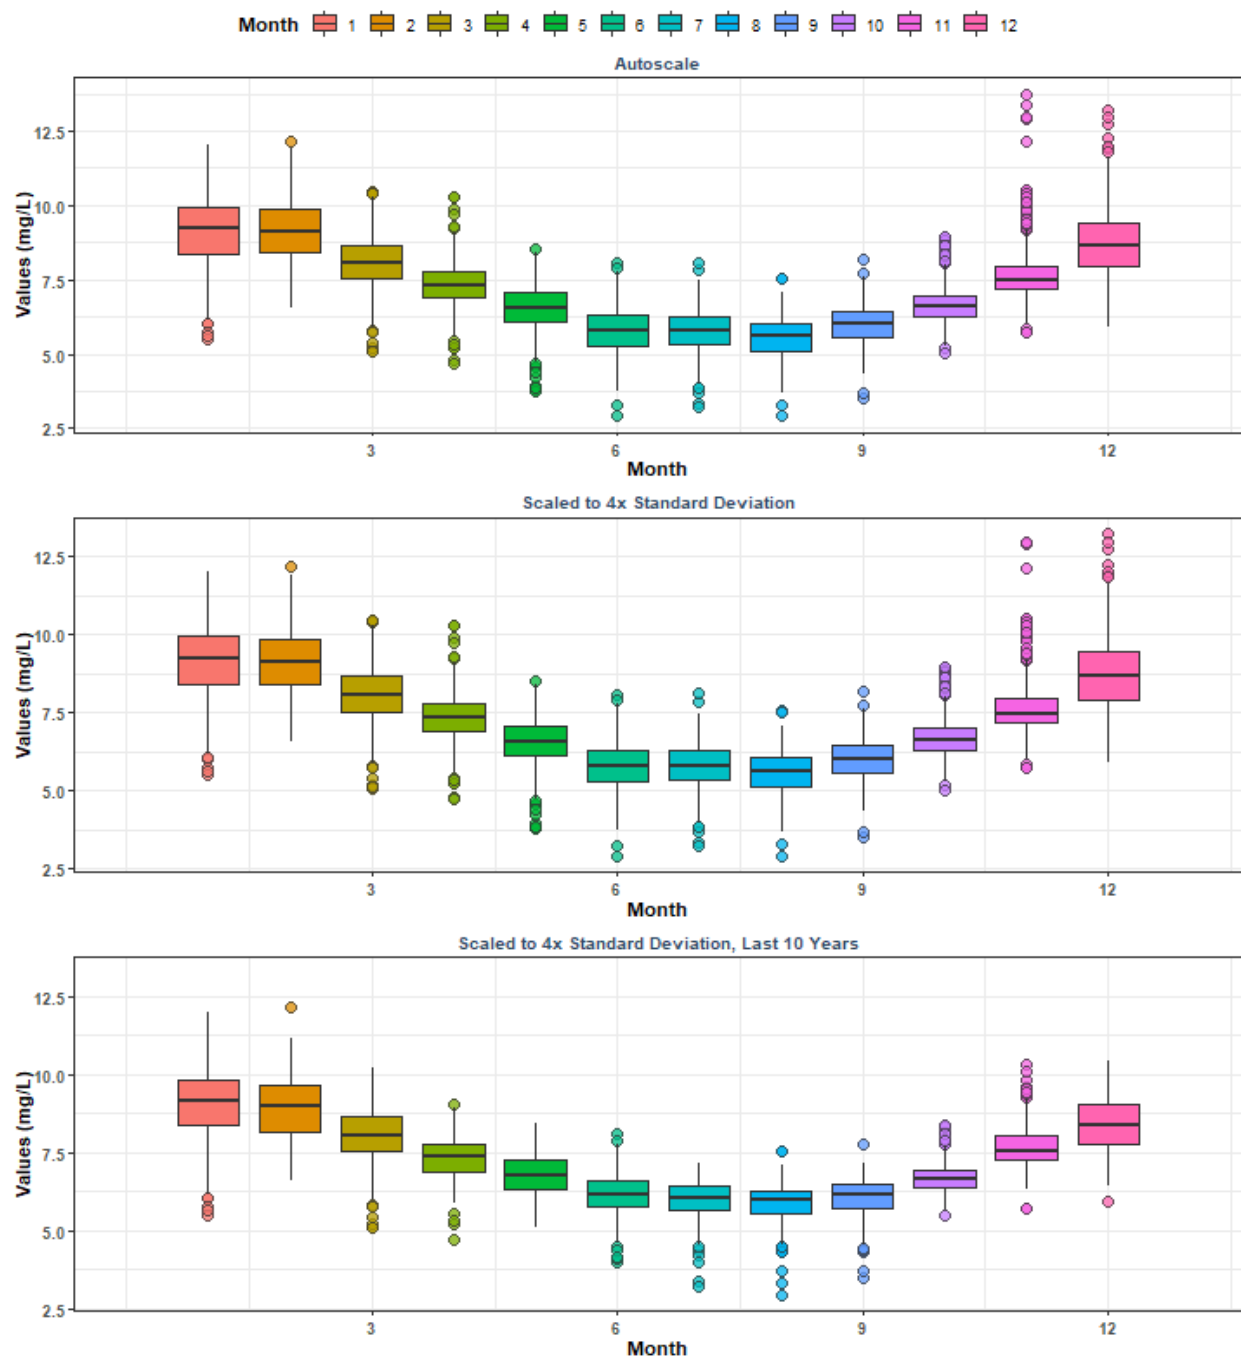 Month 1 2 3 4 5 6 7 8 9 10 11 12
Autoscale
Values (mg/L)
12.5
10.0
7.5
5.0
2.5
3 6 9 12
Month
Scaled to 4x Standard Deviation
Values (mg/L)
12.5
10.0
7.5
5.0
2.5
3 6 9 12
Month
Scaled to 4x Standard Deviation, Last 10 Years
Values (mg/L)
12.5
10.0
7.5
5.0
2.5
3 6 9 12
Month